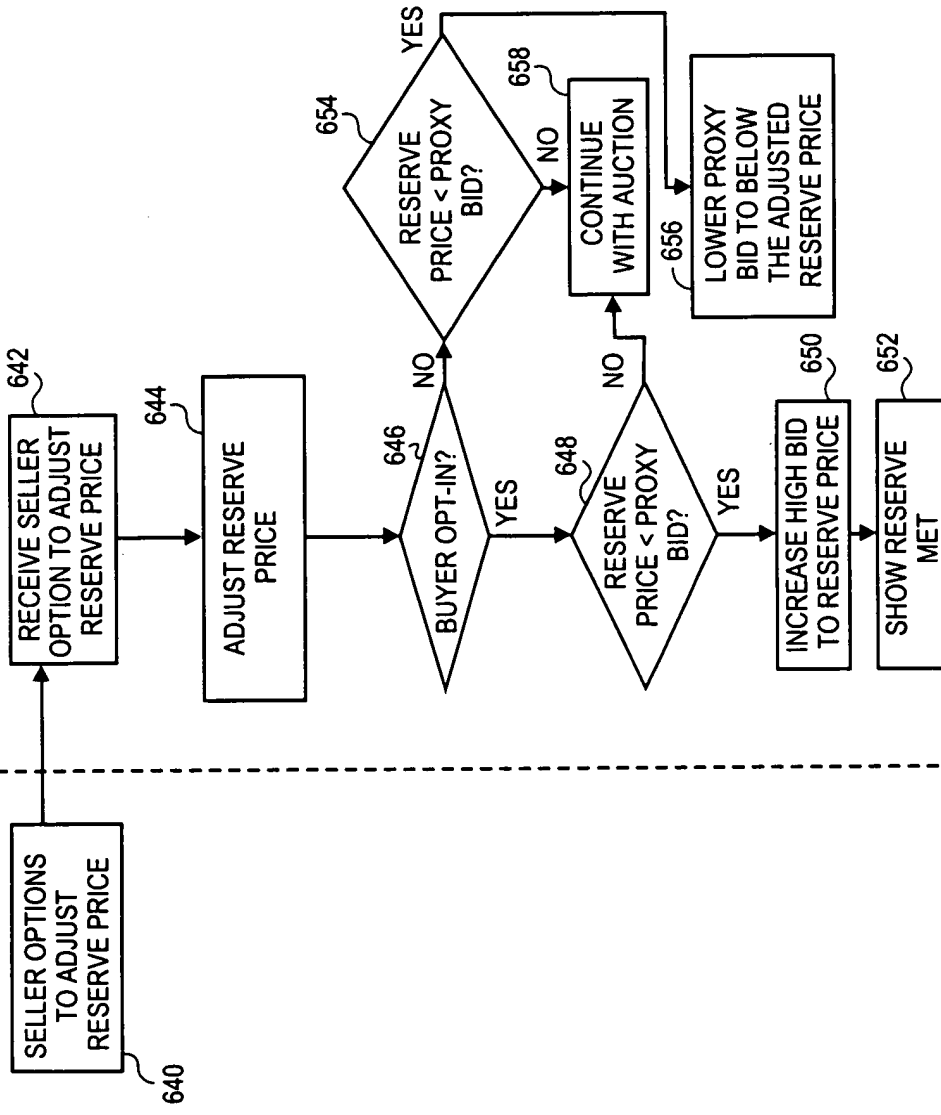 SELLER OPTIONS
TO ADJUST
RESERVE PRICE
640
642
RECEIVE SELLER
OPTION TO ADJUST
RESERVE PRICE
644
ADJUST RESERVE
PRICE
646
BUYER OPT-IN?
NO
YES
654
RESERVE
PRICE < PROXY
BID?
YES
NO
648
RESERVE
PRICE < PROXY
BID?
NO
YES
658
CONTINUE
WITH AUCTION
656
LOWER PROXY
BID TO BELOW
THE ADJUSTED
RESERVE PRICE
650
INCREASE HIGH BID
TO RESERVE PRICE
652
SHOW RESERVE
MET